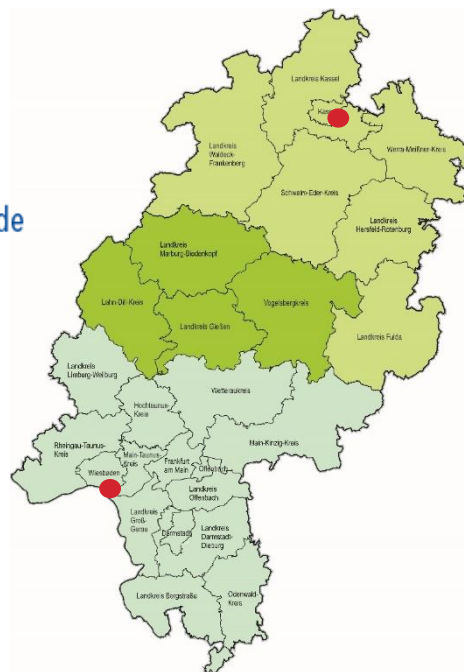 Landkreis Kassel
Werra-Meißner-Kreis
Landkreis
Waldeck-
Frankenberg
Schwalm-Eder-Kreis
Landkreis
Hersfeld-Rotenburg
de
Landkreis
Marburg-Biedenkopf
Lahn-Dill-Kreis
Vogelsbergkreis
Landkreis Gießen
Landkreis Fulda
Landkreis
Limburg-Weilburg
Wetteraukreis
Hochtaunus-
Kreis
Main-Kinzig-Kreis
Rheingau-Taunus-
Kreis
Main-Taunus-
Kreis
Frankfurt
am Main
Offenbach
Wiesbaden
Landkreis
Offenbach
Landkreis
Groß-
Gerau
Darmstadt
Landkreis
Darmstadt-
Dieburg
Landkreis Bergstraße
Odenwald-
Kreis